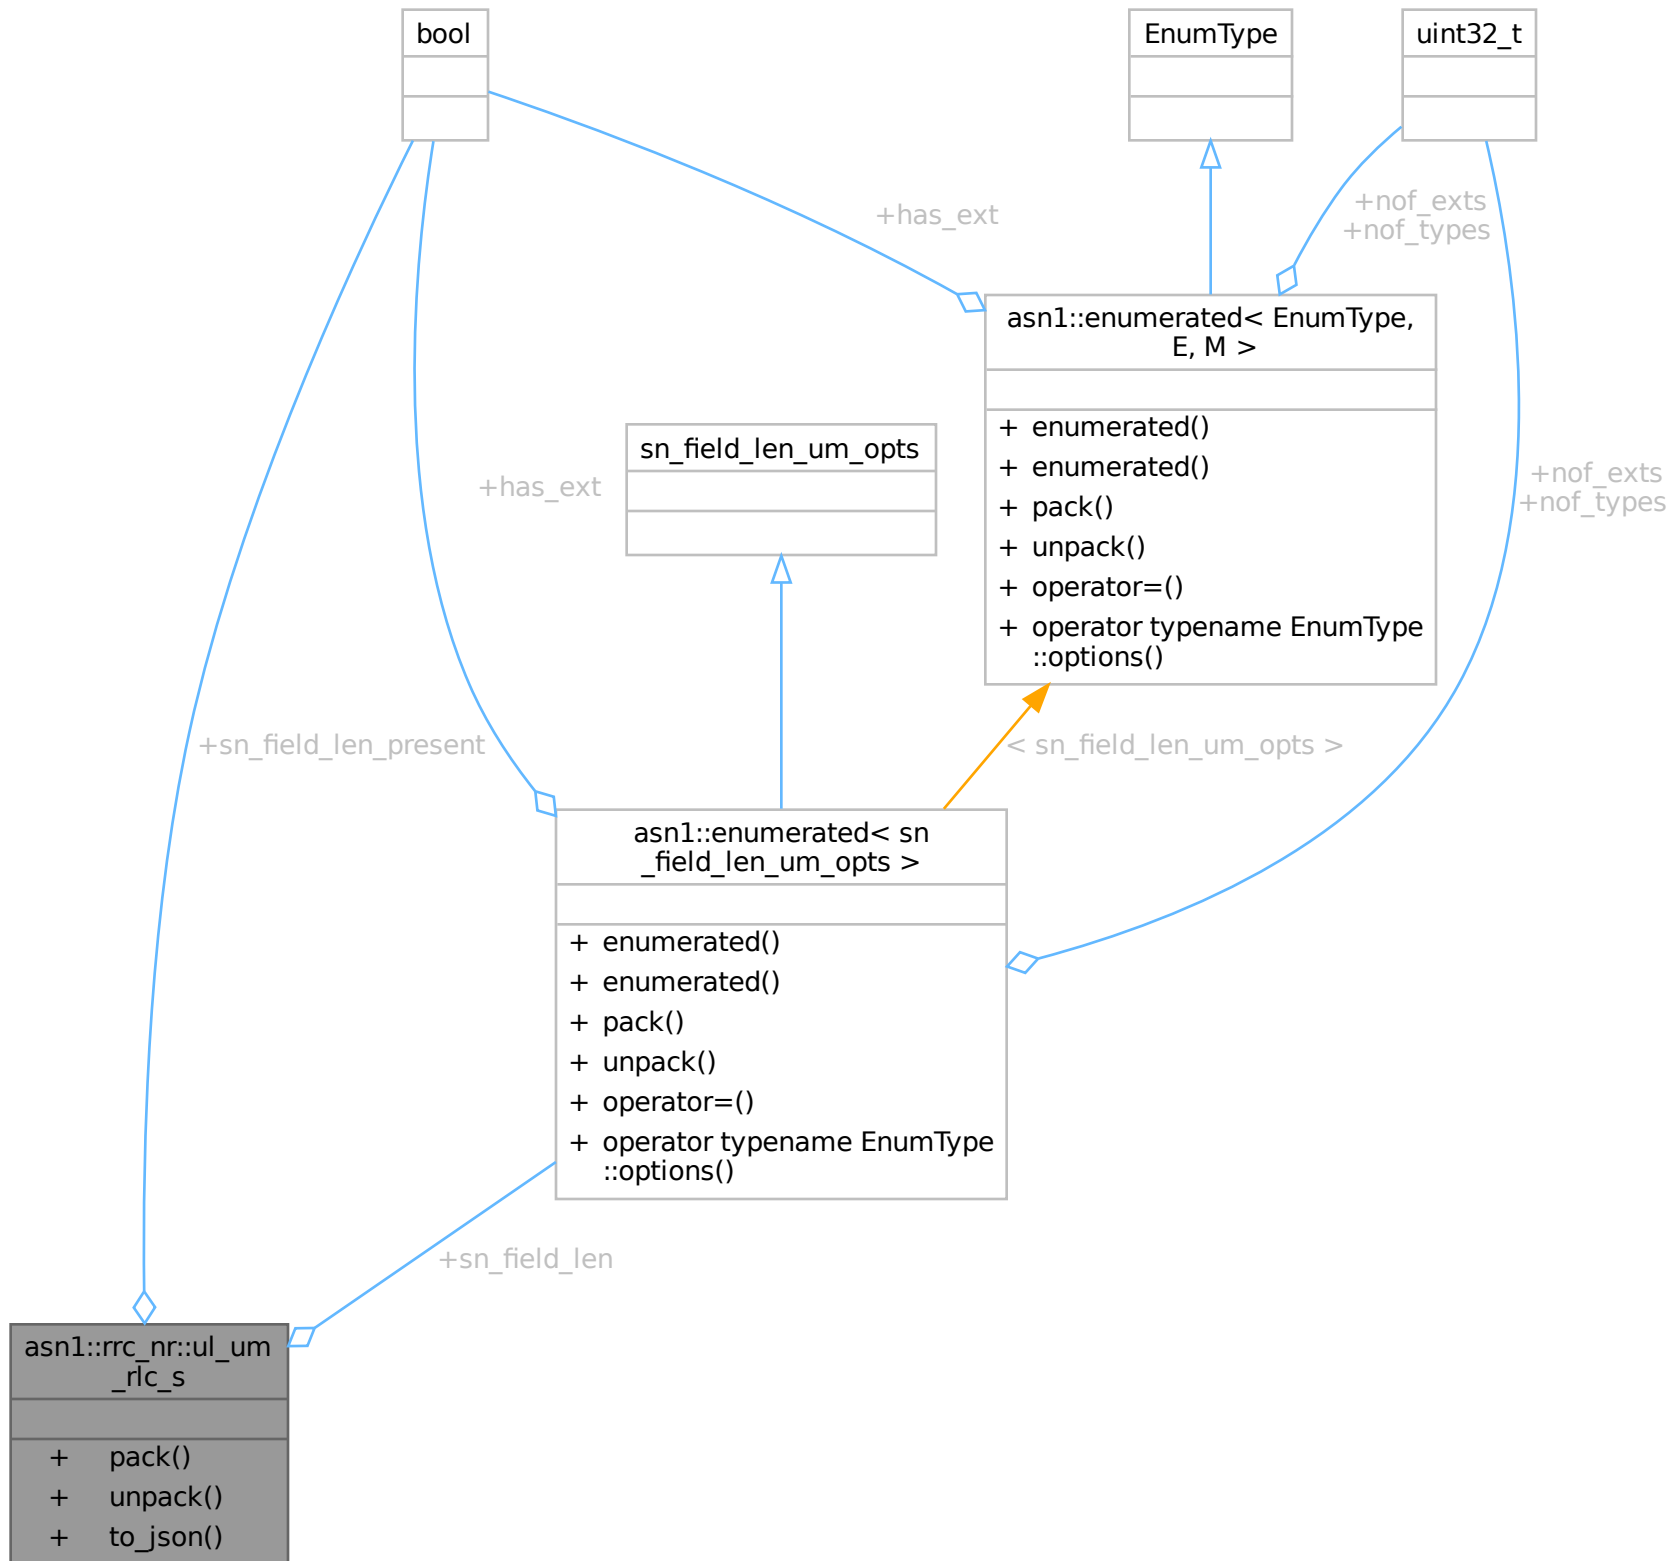 bool
EnumType
uint32_t
+has_ext
+nof_exts
+nof_types
asn1::enumerated< EnumType,
E, M >
+ enumerated()
+ enumerated()
+ pack()
+ unpack()
+ operator=()
+ operator typename EnumType
::options()
sn_field_len_um_opts
+has_ext
+nof_exts
+nof_types
+sn_field_len_present
< sn_field_len_um_opts >
asn1::enumerated< sn
_field_len_um_opts >
+ enumerated()
+ enumerated()
+ pack()
+ unpack()
+ operator=()
+ operator typename EnumType
::options()
+sn_field_len
asn1::rrc_nr::ul_um
_rlc_s
+ pack()
+ unpack()
+ to_json()